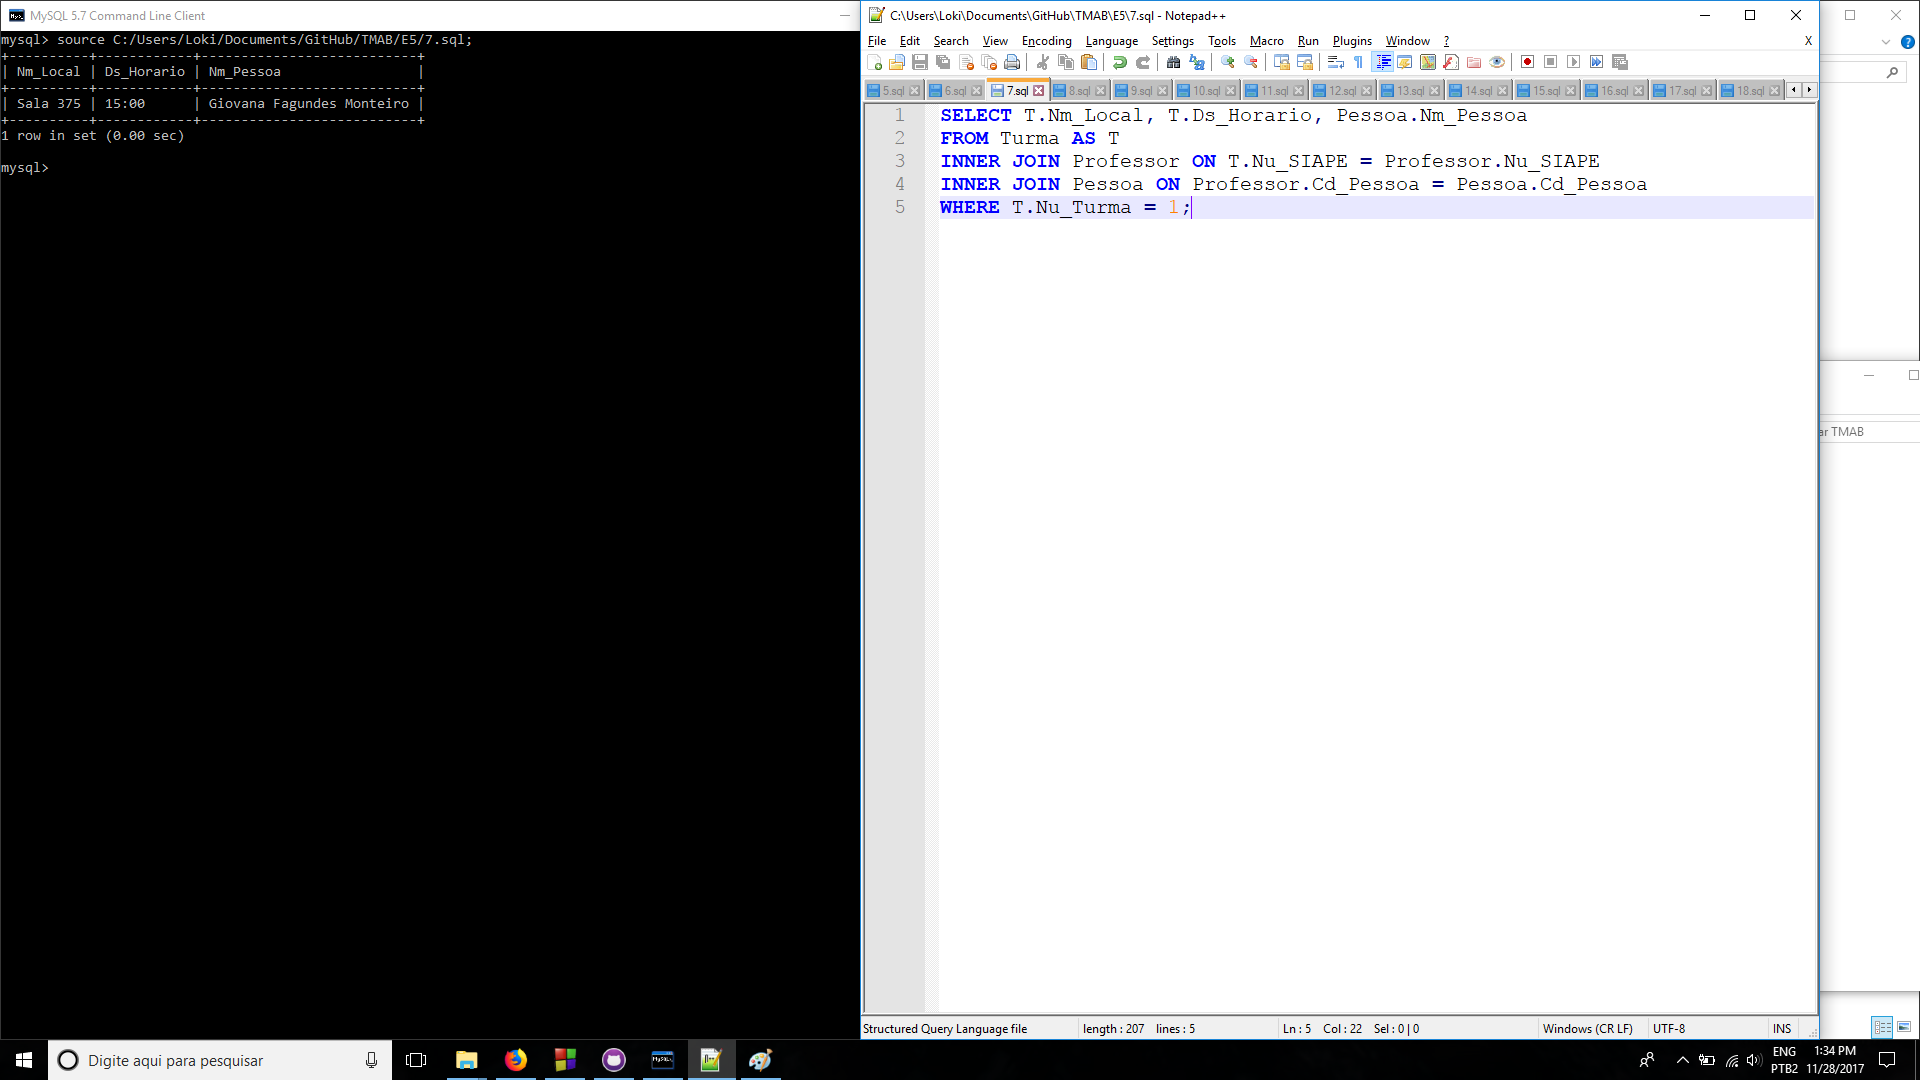 MySQL 5.7 Command Line Client
mysql> source C:/Users/Loki/Documents/GitHub/TMAB/E5/7.sql;
+----------+------------+---------------------------+
| Nm_Local | Ds_Horario | Nm_Pessoa                 |
+----------+------------+---------------------------+
| Sala 375 | 15:00      | Giovana Fagundes Monteiro |
+----------+------------+---------------------------+
1 row in set (0.00 sec)
mysql>
C:\Users\Loki\Documents\GitHub\TMAB\E5\7.sql - Notepad++
File Edit Search View Encoding Language Settings Tools Macro Run Plugins Window ? X
5.sql 6.sql 7.sql 8.sql 9.sql 10.sql 11.sql 12.sql 13.sql 14.sql 15.sql 16.sql 17.sql 18.sql
1 SELECT T.Nm_Local, T.Ds_Horario, Pessoa.Nm_Pessoa
2 FROM Turma AS T
3 INNER JOIN Professor ON T.Nu_SIAPE = Professor.Nu_SIAPE
4 INNER JOIN Pessoa ON Professor.Cd_Pessoa = Pessoa.Cd_Pessoa
5 WHERE T.Nu_Turma = 1;
Structured Query Language file length : 207 lines : 5 Ln : 5 Col : 22 Sel : 0 | 0 Windows (CR LF) UTF-8 INS
ar TMAB
Digite aqui para pesquisar
MySQL
ENG
PTB2
1:34 PM
11/28/2017